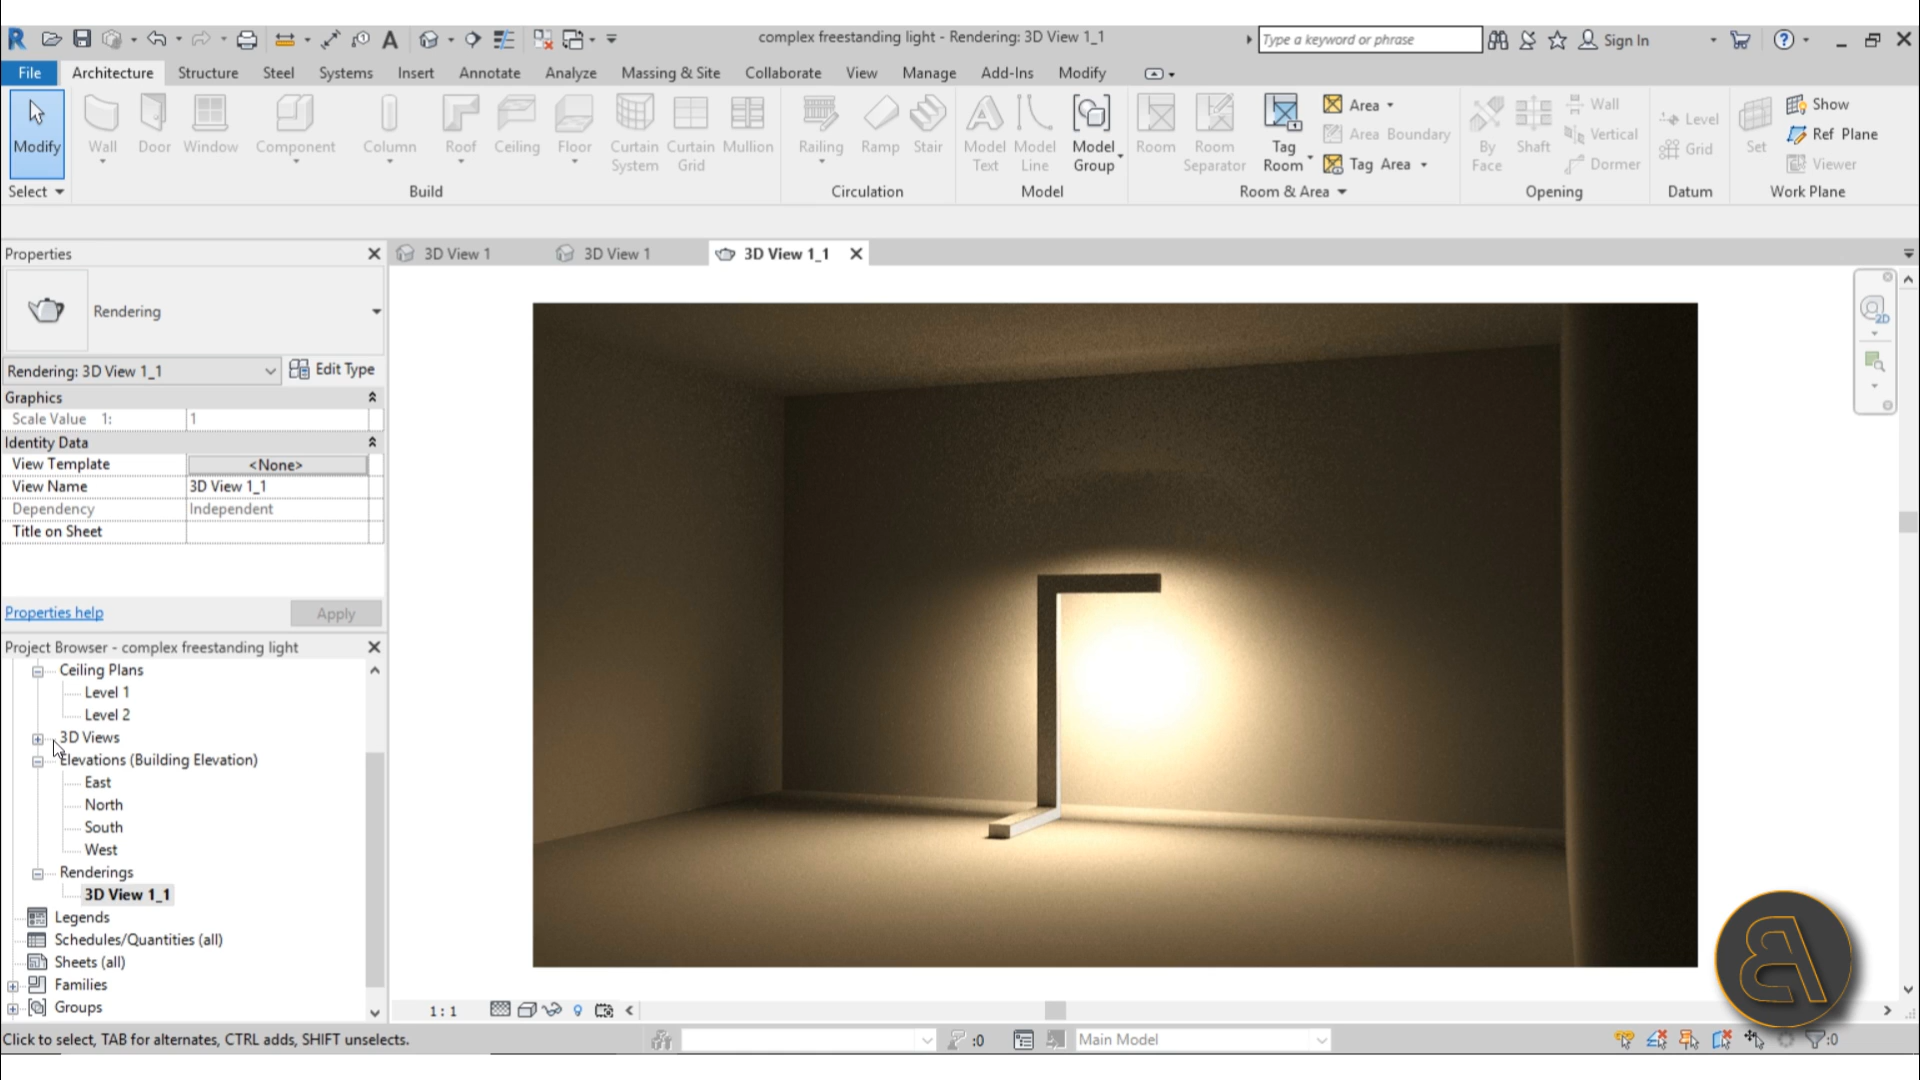 complex freestanding light - Rendering: 3D View 1_1
Type a keyword or phrase
Sign In
File Architecture Structure Steel Systems Insert Annotate Analyze Massing & Site Collaborate View Manage Add-Ins Modify
Modify
Wall
Door
Window
Component
Column
Roof
Ceiling
Floor
Curtain System
Curtain Grid
Mullion
Railing
Ramp
Stair
Model Text
Model Line
Model Group
Room
Room Separator
Tag Room
Area
Area Boundary
Tag Area
By Face
Shaft
Wall
Vertical
Dormer
Level
Grid
Set
Show
Ref Plane
Viewer
Select Build Circulation Model Room & Area Opening Datum Work Plane
Properties
3D View 1 3D View 1 3D View 1_1
Rendering
Rendering: 3D View 1_1 Edit Type
Graphics
Scale Value 1: 1
Identity Data
View Template <None>
View Name 3D View 1_1
Dependency Independent
Title on Sheet
Properties help Apply
Project Browser - complex freestanding light
Ceiling Plans
Level 1
Level 2
3D Views
Elevations (Building Elevation)
East
North
South
West
Renderings
3D View 1_1
Legends
Schedules/Quantities (all)
Sheets (all)
Families
Groups
2D
1 : 1
Click to select, TAB for alternates, CTRL adds, SHIFT unselects.
:0
Main Model
:0